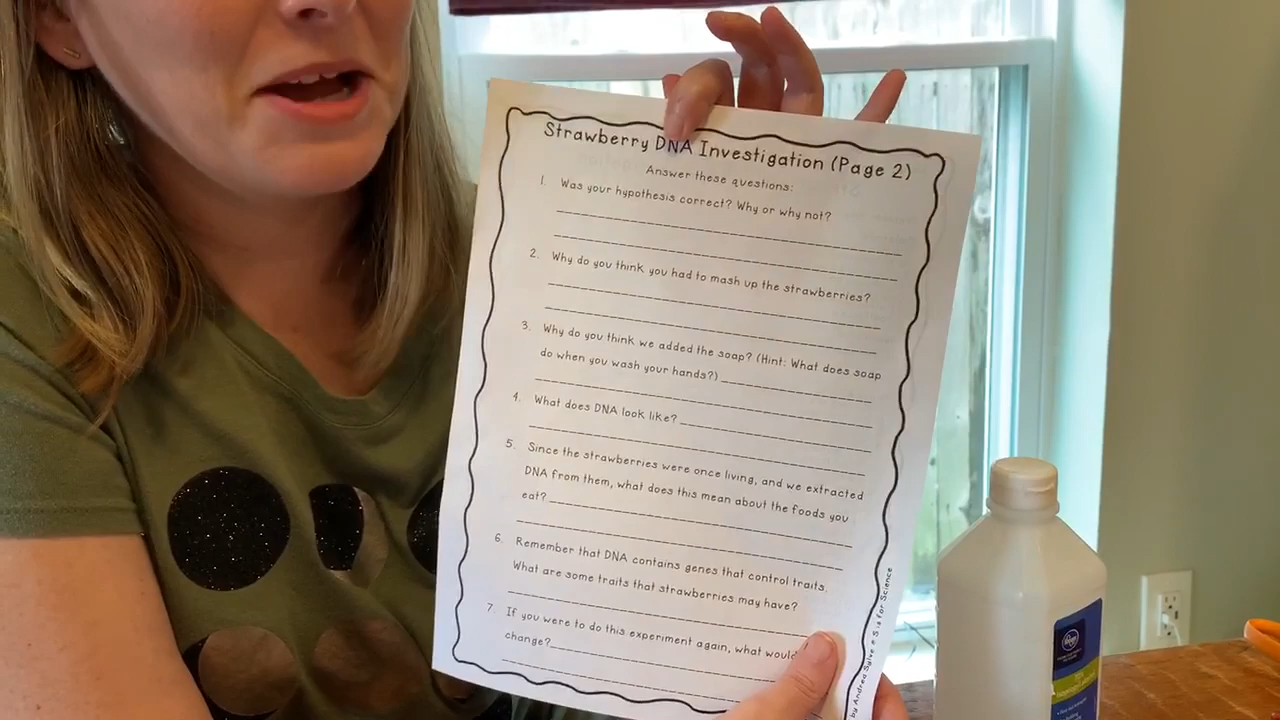 Strawberry DNA Investigation (Page 2)
Answer these questions:
1. Was your hypothesis correct? Why or why not?
2. Why do you think you had to mash up the strawberries?
3. Why do you think we added the soap? (Hint: What does soap
do when you wash your hands?)
4. What does DNA look like?
5. Since the strawberries were once living, and we extracted
DNA from them, what does this mean about the foods you
eat?
6. Remember that DNA contains genes that control traits.
What are some traits that strawberries may have?
7. If you were to do this experiment again, what would
change?
by Andrea Sylve @ S is for Science
Kroger